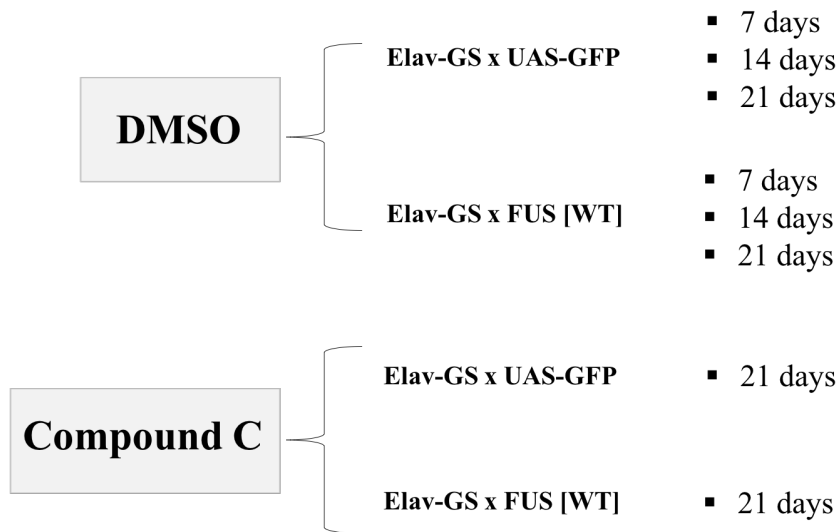 DMSO
Elav-GS x UAS-GFP
▪ 7 days
▪ 14 days
▪ 21 days
Elav-GS x FUS [WT]
▪ 7 days
▪ 14 days
▪ 21 days
Compound C
Elav-GS x UAS-GFP
▪ 21 days
Elav-GS x FUS [WT]
▪ 21 days